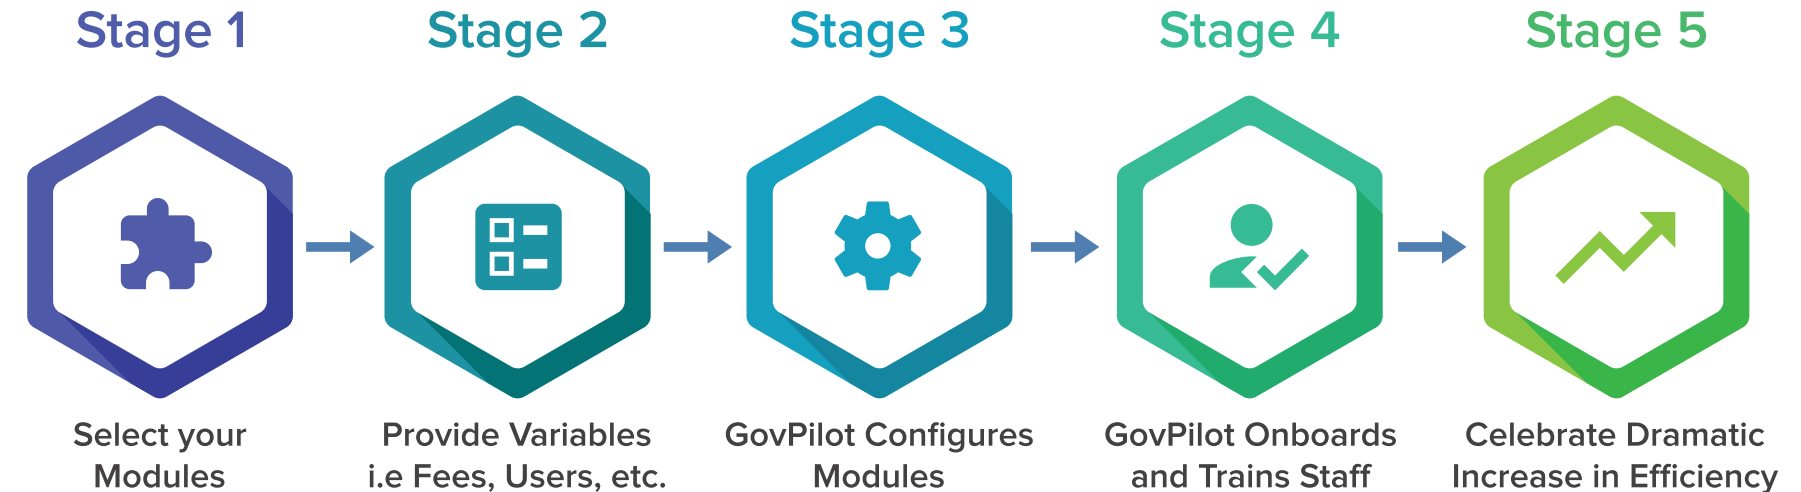 Stage 1
Stage 2
Stage 3
Stage 4
Stage 5
Select your
Modules
Provide Variables
i.e Fees, Users, etc.
GovPilot Configures
Modules
GovPilot Onboards
and Trains Staff
Celebrate Dramatic
Increase in Efficiency